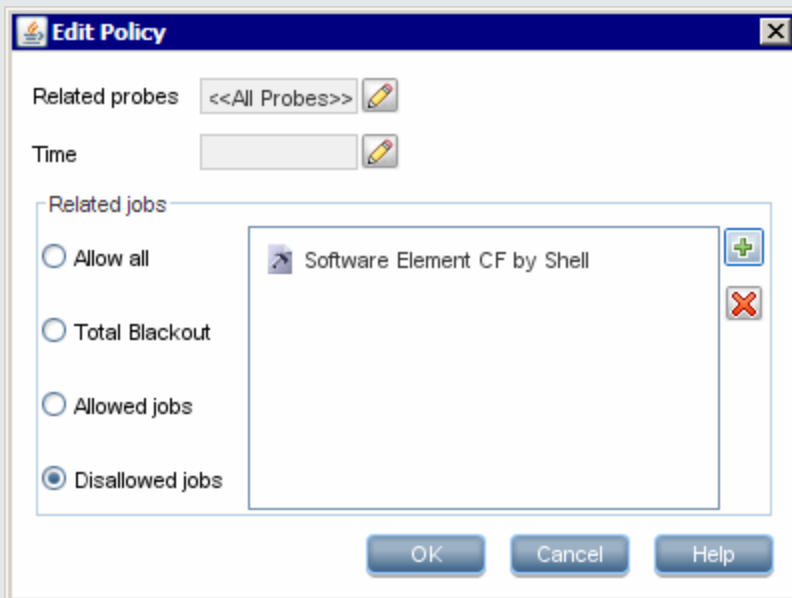 Edit Policy
Related probes <<All Probes>>
Time
Related jobs
Allow all
Software Element CF by Shell
Total Blackout
Allowed jobs
Disallowed jobs
OK Cancel Help